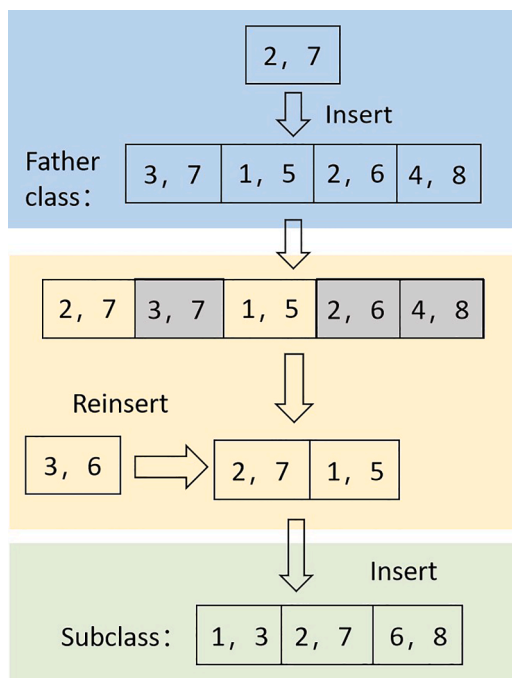 2, 7
Insert
Father class：
3, 7 1, 5 2, 6 4, 8
2, 7 3, 7 1, 5 2, 6 4, 8
Reinsert
3, 6 2, 7 1, 5
Insert
Subclass： 1, 3 2, 7 6, 8